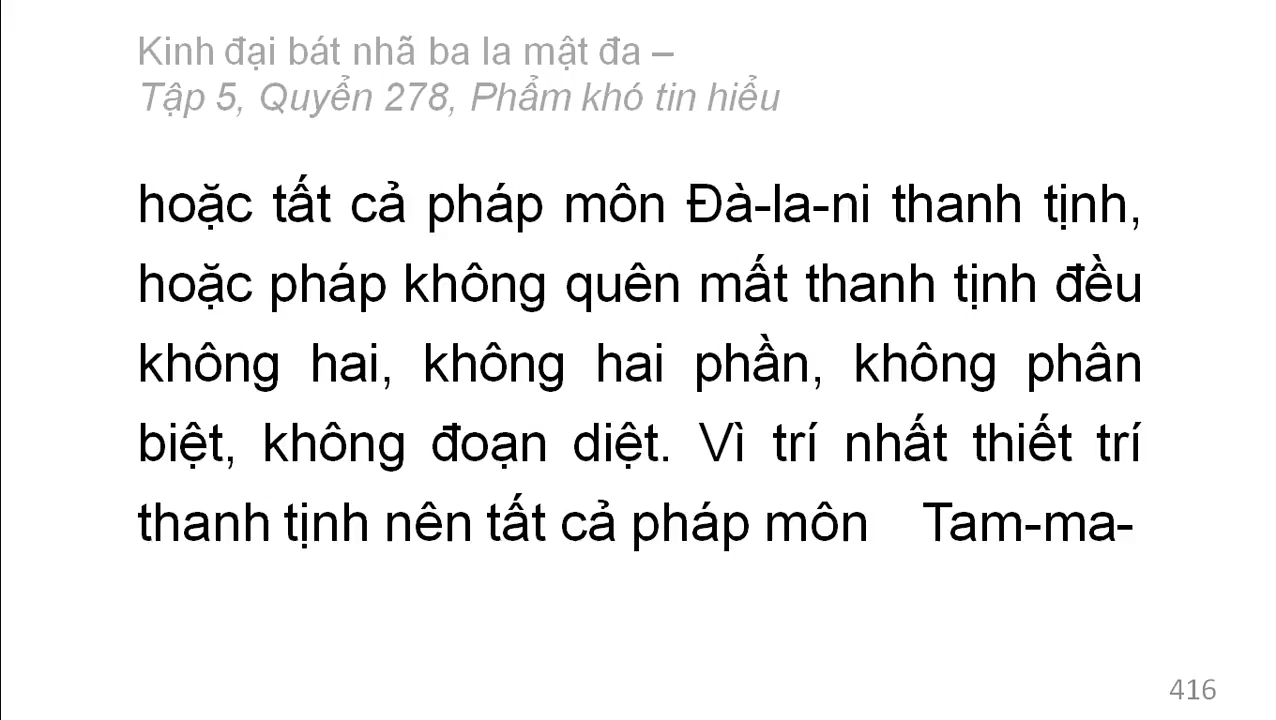 Kinh đại bát nhã ba la mật đa –
Tập 5, Quyển 278, Phẩm khó tin hiểu
hoặc tất cả pháp môn Đà-la-ni thanh tịnh,
hoặc pháp không quên mất thanh tịnh đều
không hai, không hai phần, không phân
biệt, không đoạn diệt. Vì trí nhất thiết trí
thanh tịnh nên tất cả pháp môn Tam-ma-
416